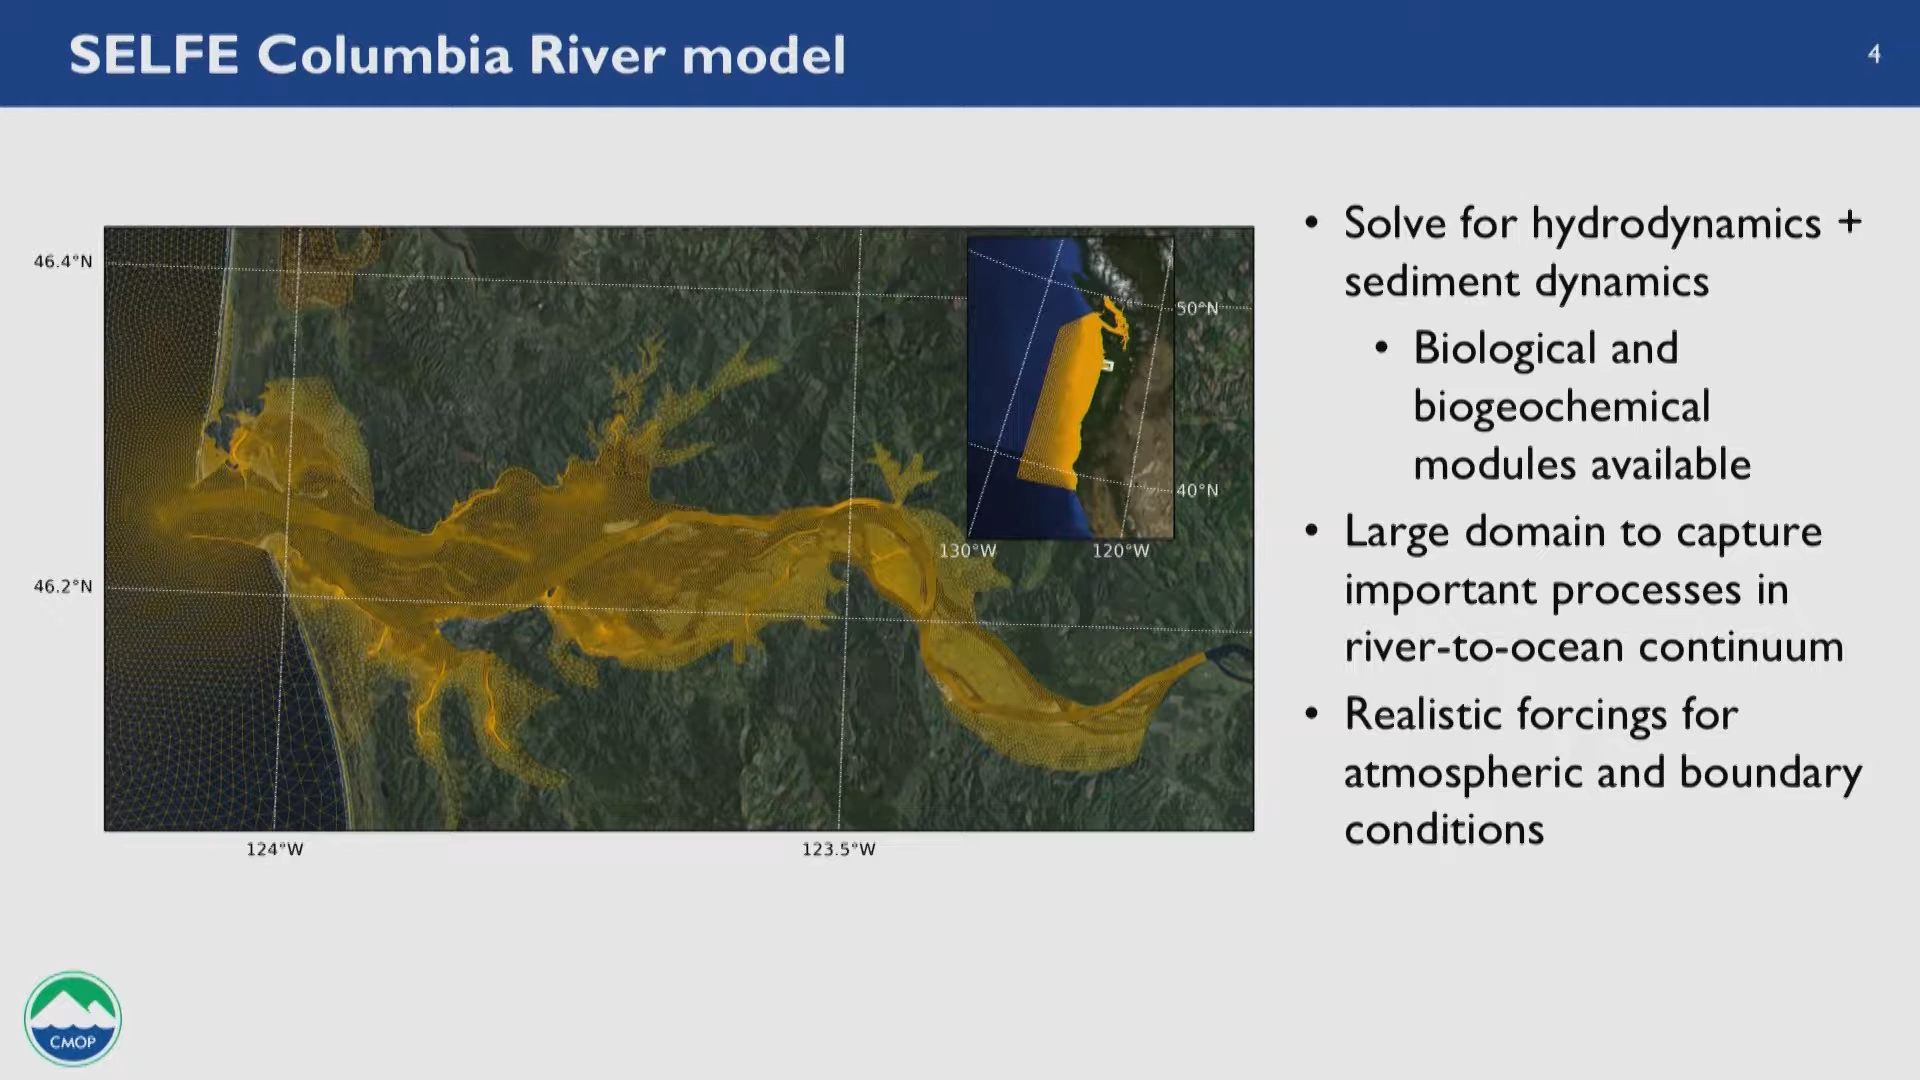 SELFE Columbia River model
4
46.4°N
46.2°N
124°W
123.5°W
50°N
40°N
130°W
120°W
• Solve for hydrodynamics +
sediment dynamics
• Biological and
biogeochemical
modules available
• Large domain to capture
important processes in
river-to-ocean continuum
• Realistic forcings for
atmospheric and boundary
conditions
CMOP